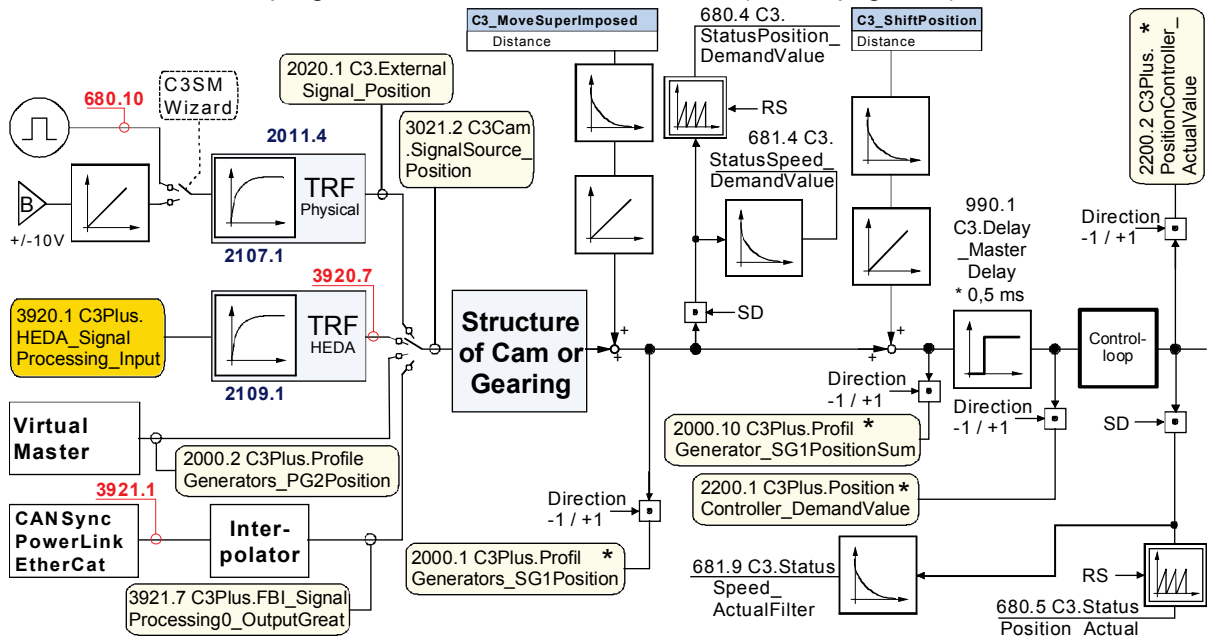 C3_MoveSuperImposed
Distance
680.4 C3.
StatusPosition_
DemandValue
C3_ShiftPosition
Distance
2200.2 C3Plus. *
PositionController_
ActualValue
C3SM
Wizard
2020.1 C3.External
Signal_Position
680.10
3021.2 C3Cam
.SignalSource_
Position
RS
2011.4
681.4 C3.
StatusSpeed_
DemandValue
TRF
Physical
B
+/-10V
990.1
C3.Delay
_Master
Delay
* 0,5 ms
Direction
-1 / +1
2107.1
3920.7
3920.1 C3Plus.
HEDA_Signal
Processing_Input
TRF
HEDA
2109.1
Structure
of Cam or
Gearing
SD
+
+
+
+
Control-
loop
Direction
-1 / +1
Direction
-1 / +1
SD
Virtual
Master
2000.10 C3Plus.Profil *
Generator_SG1PositionSum
2000.2 C3Plus.Profile
Generators_PG2Position
2200.1 C3Plus.Position *
Controller_DemandValue
3921.1
CANSync
PowerLink
EtherCat
Inter-
polator
Direction
-1 / +1
2000.1 C3Plus.Profil *
Generators_SG1Position
681.9 C3.Status
Speed_
ActualFilter
RS
3921.7 C3Plus.FBI_Signal
Processing0_OutputGreat
680.5 C3.Status
Position_Actual